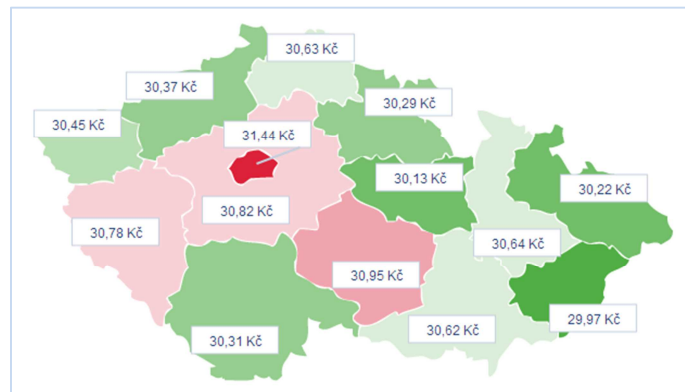 30,63 Kč
30,37 Kč
30,29 Kč
30,45 Kč
31,44 Kč
30,13 Kč
30,22 Kč
30,82 Kč
30,78 Kč
30,64 Kč
30,95 Kč
29,97 Kč
30,62 Kč
30,31 Kč